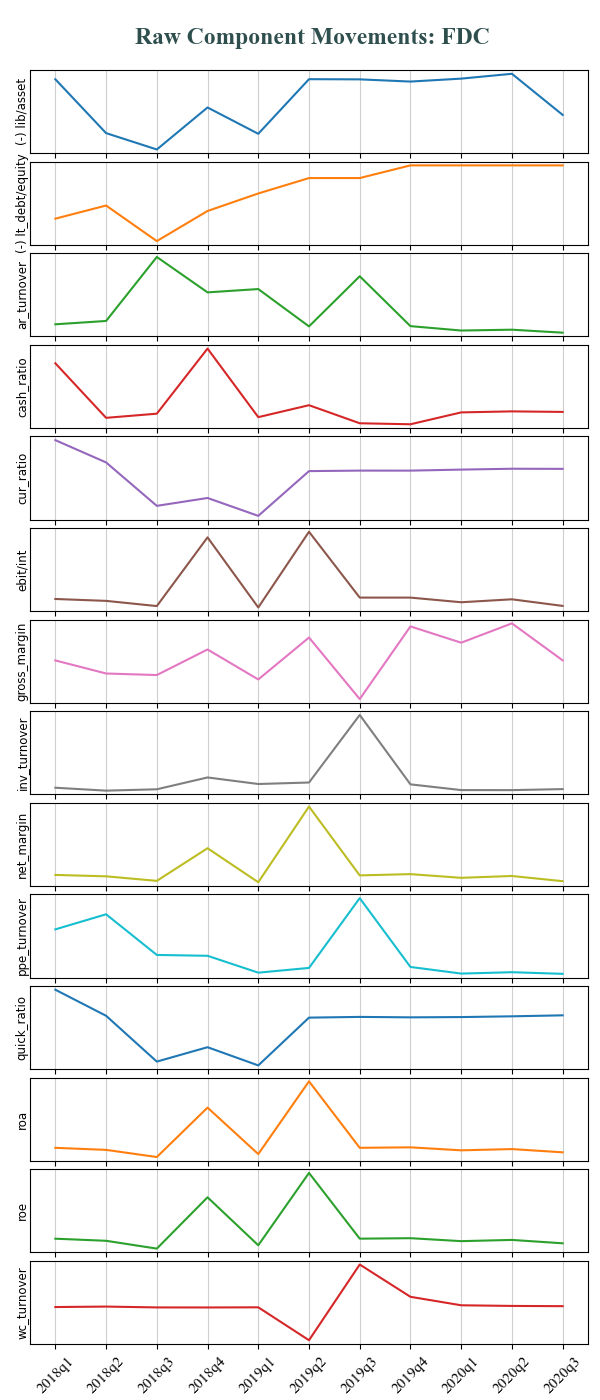 Raw Component Movements: FDC
(-) lib/asset
(-) lt_debt/equity
ar_turnover
cash_ratio
cur_ratio
ebit/int
gross_margin
inv_turnover
net_margin
ppe_turnover
quick_ratio
roa
roe
wc_turnover
2018q1 2018q2 2018q3 2018q4 2019q1 2019q2 2019q3 2019q4 2020q1 2020q2 2020q3